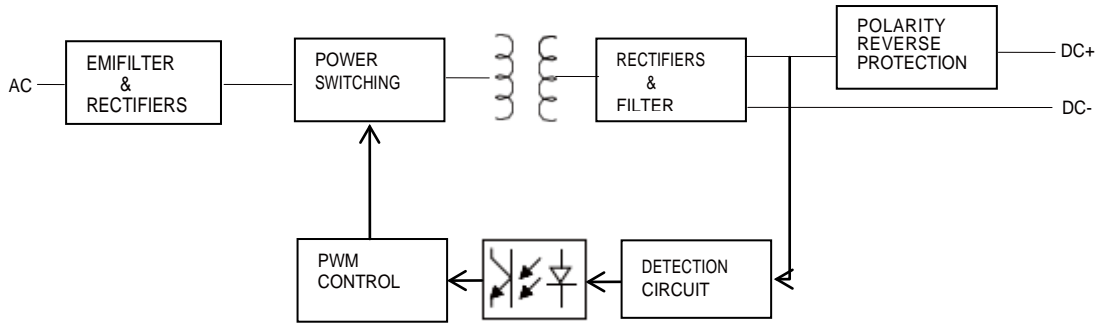 AC
EMIFILTER
&
RECTIFIERS
POWER
SWITCHING
RECTIFIERS
&
FILTER
POLARITY
REVERSE
PROTECTION
DC+
DC-
PWM
CONTROL
DETECTION
CIRCUIT